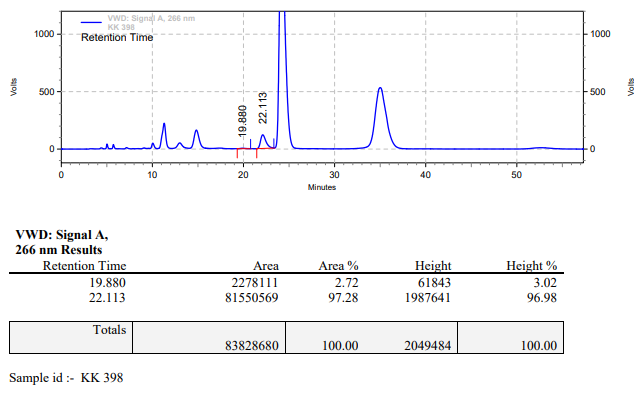 VWD: Signal A, 266 nm
KK 398
Retention Time
1000 1000
500 500
0 0
Volts Volts
19.880 22.113
0 10 20 30 40 50
Minutes
VWD: Signal A,
266 nm Results
Retention Time Area Area % Height Height %
19.880 2278111 2.72 61843 3.02
22.113 81550569 97.28 1987641 96.98
Totals
83828680 100.00 2049484 100.00
Sample id :- KK 398